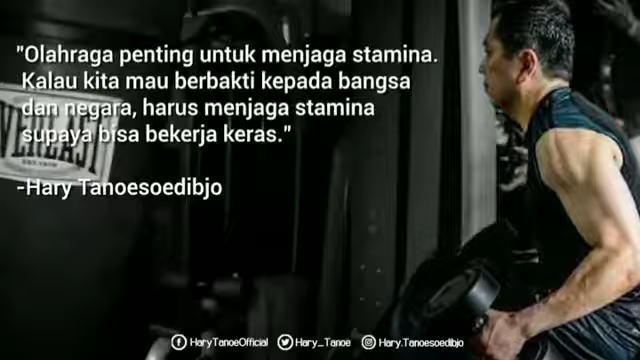 "Olahraga penting untuk menjaga stamina.
Kalau kita mau berbakti kepada bangsa
dan negara, harus menjaga stamina
supaya bisa bekerja keras."
-Hary Tanoesoedibjo
HaryTanoeOfficial Hary_Tanoe Hary.Tanoesoedibjo